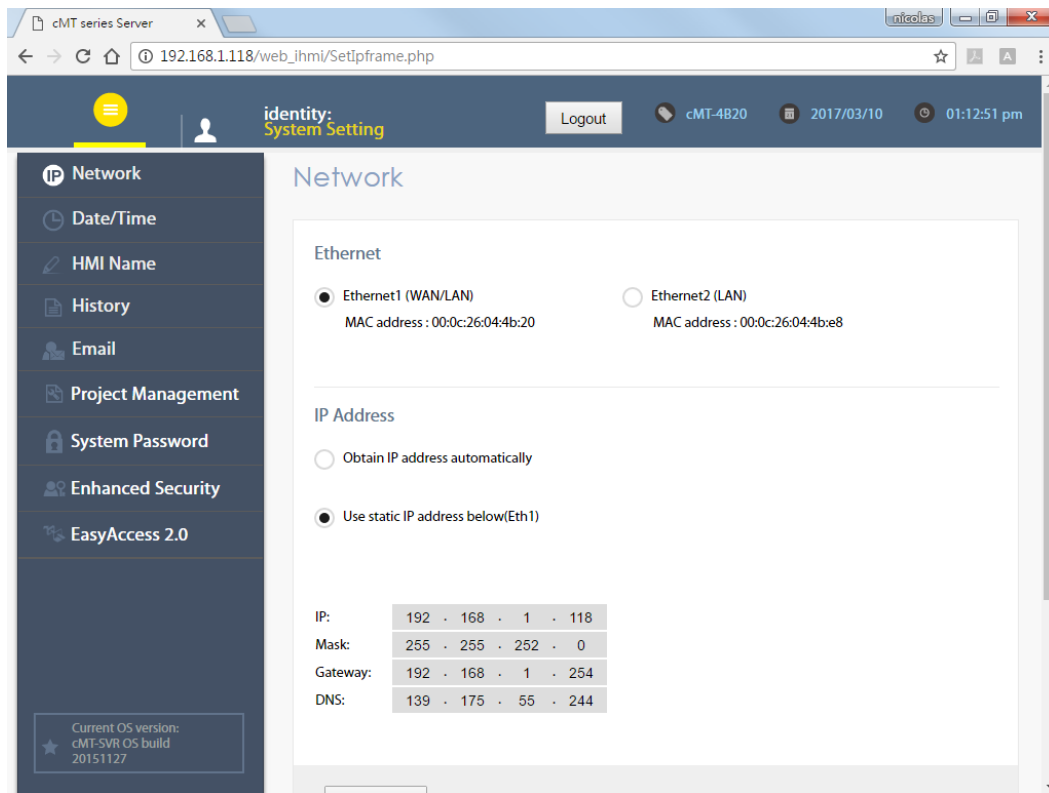 cMT series Server
nicolas
192.168.1.118/web_ihmi/SetIpframe.php
identity:
System Setting
Logout
cMT-4B20
2017/03/10
01:12:51 pm
Network
Date/Time
HMI Name
History
Email
Project Management
System Password
Enhanced Security
EasyAccess 2.0
Current OS version:
cMT-SVR OS build
20151127
Network
Ethernet
Ethernet1 (WAN/LAN)
MAC address : 00:0c:26:04:4b:20
Ethernet2 (LAN)
MAC address : 00:0c:26:04:4b:e8
IP Address
Obtain IP address automatically
Use static IP address below(Eth1)
IP: 192 . 168 . 1 . 118
Mask: 255 . 255 . 252 . 0
Gateway: 192 . 168 . 1 . 254
DNS: 139 . 175 . 55 . 244